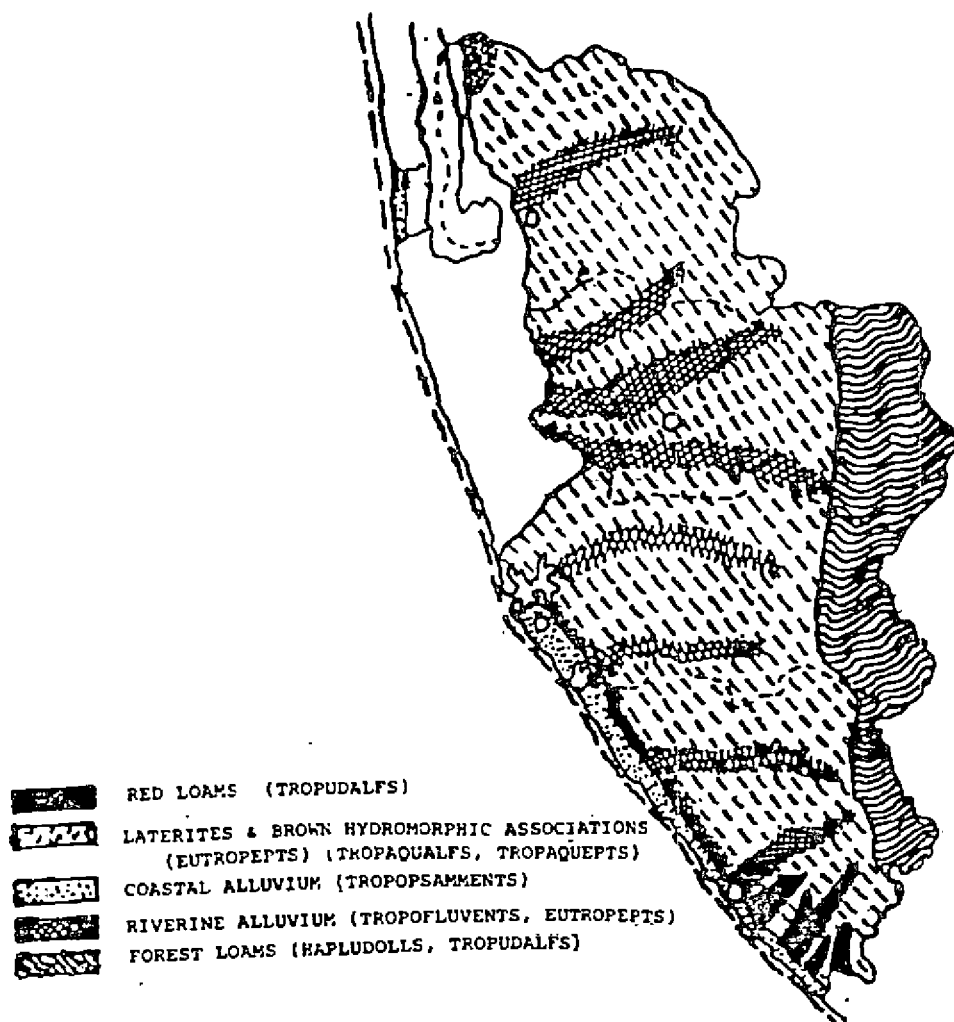 RED LOAMS (TROPUDALFS)
LATERITES & BROWN HYDROMORPHIC ASSOCIATIONS
(EUTROPEPTS) (TROPAQUALFS, TROPAQUEPTS)
COASTAL ALLUVIUM (TROPOPSAMMENTS)
RIVERINE ALLUVIUM (TROPOFLUVENTS, EUTROPEPTS)
FOREST LOAMS (HAPLUDOLLS, TROPUDALFS)